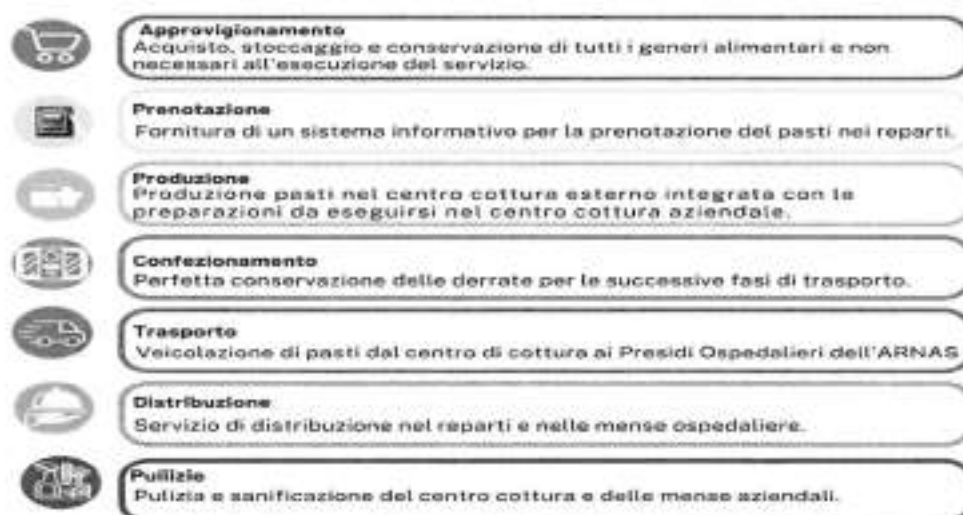 Approvigionamento
Acquisto, stoccaggio e conservazione di tutti i generi alimentari e non
necessari all'esecuzione del servizio.
Prenotazione
Fornitura di un sistema informativo per la prenotazione dei pasti nei reparti.
Produzione
Produzione pasti nel centro cottura esterno integrata con le
preparazioni da eseguirsi nel centro cottura aziendale.
Confezionamento
Perfetta conservazione delle derrate per le successive fasi di trasporto.
Trasporto
Veicolazione di pasti dal centro di cottura ai Presidi Ospedalieri dell'ARNAS
Distribuzione
Servizio di distribuzione nei reparti e nelle mense ospedaliere.
Pulizie
Pulizia e sanificazione del centro cottura e delle mense aziendali.